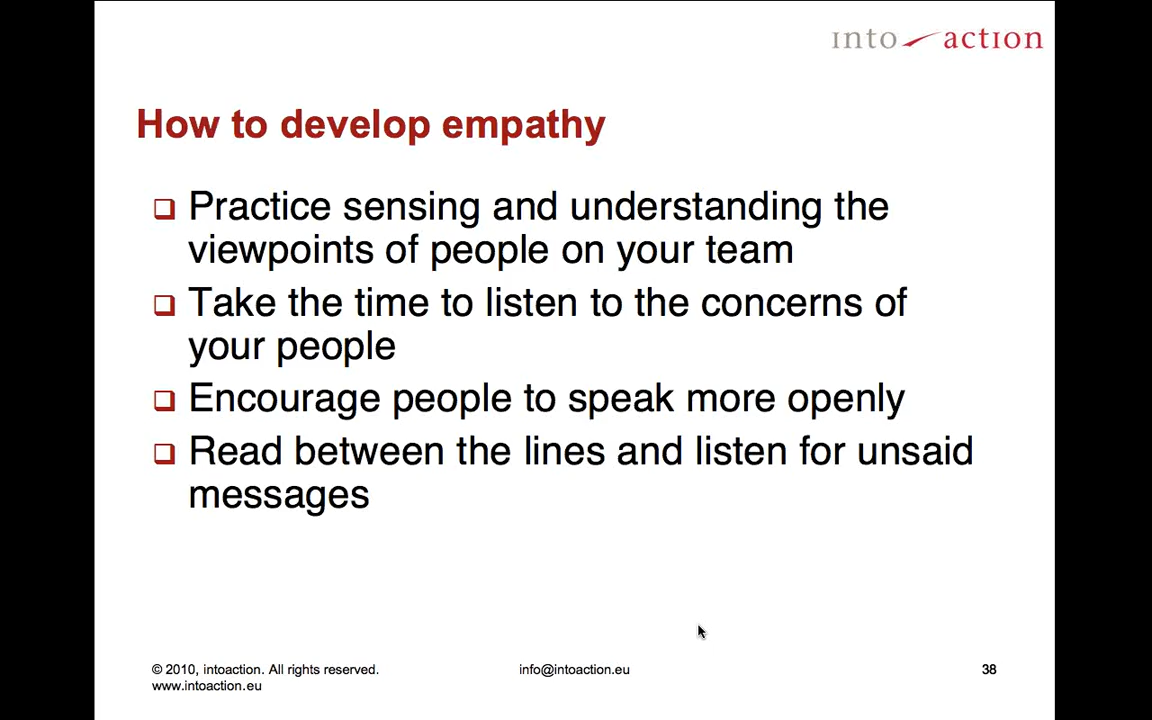 into action
How to develop empathy
Practice sensing and understanding the
viewpoints of people on your team
Take the time to listen to the concerns of
your people
Encourage people to speak more openly
Read between the lines and listen for unsaid
messages
© 2010, intoaction. All rights reserved.
www.intoaction.eu
info@intoaction.eu
38